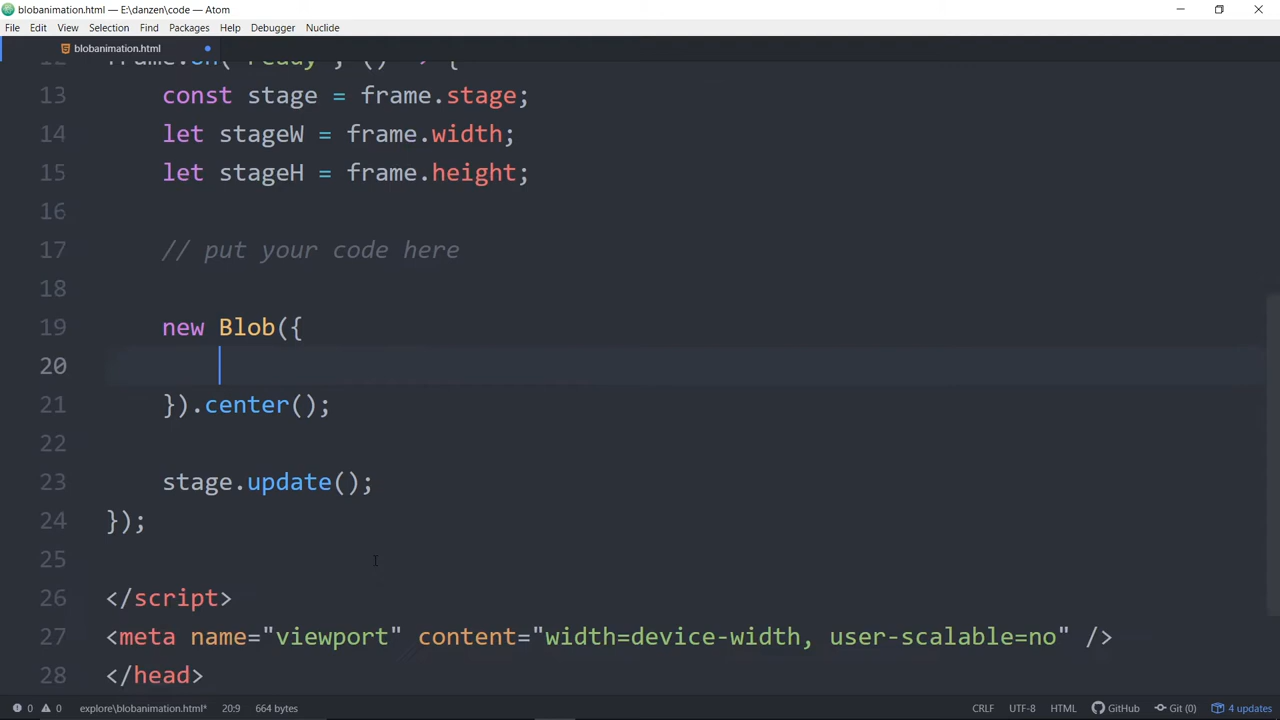 blobanimation.html — E:\danzen\code — Atom
File Edit View Selection Find Packages Help Debugger Nuclide
blobanimation.html
12 frame.on("ready", () => {
13 const stage = frame.stage;
14 let stageW = frame.width;
15 let stageH = frame.height;
16
17 // put your code here
18
19 new Blob({
20
21 }).center();
22
23 stage.update();
24 });
25
26 </script>
27 <meta name="viewport" content="width=device-width, user-scalable=no" />
28 </head>
0 0 explore\blobanimation.html* 20:9 664 bytes CRLF UTF-8 HTML GitHub Git (0) 4 updates